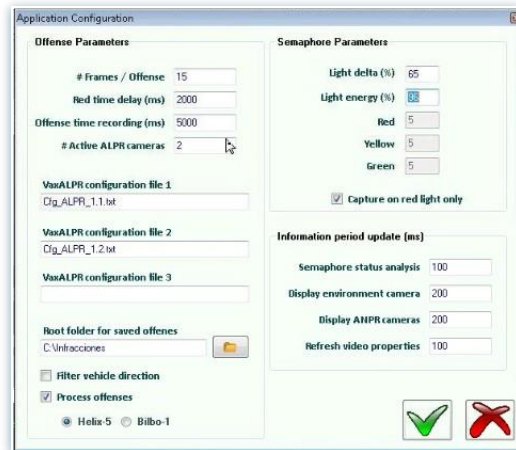 Application Configuration
Offense Parameters
# Frames / Offense 15
Red time delay (ms) 2000
Offense time recording (ms) 5000
# Active ALPR cameras 2
VaxALPR configuration file 1
Cfg_ALPR_1.1.txt
VaxALPR configuration file 2
Cfg_ALPR_1.2.txt
VaxALPR configuration file 3
Root folder for saved offenes
C:\Infracciones
Filter vehicle direction
Process offenses
Helix-5 Bilbo-1
Semaphore Parameters
Light delta (%) 65
Light energy (%)
Red 5
Yellow 5
Green 5
Capture on red light only
Information period update (ms)
Semaphore status analysis 100
Display environment camera 200
Display ANPR cameras 200
Refresh video properties 100